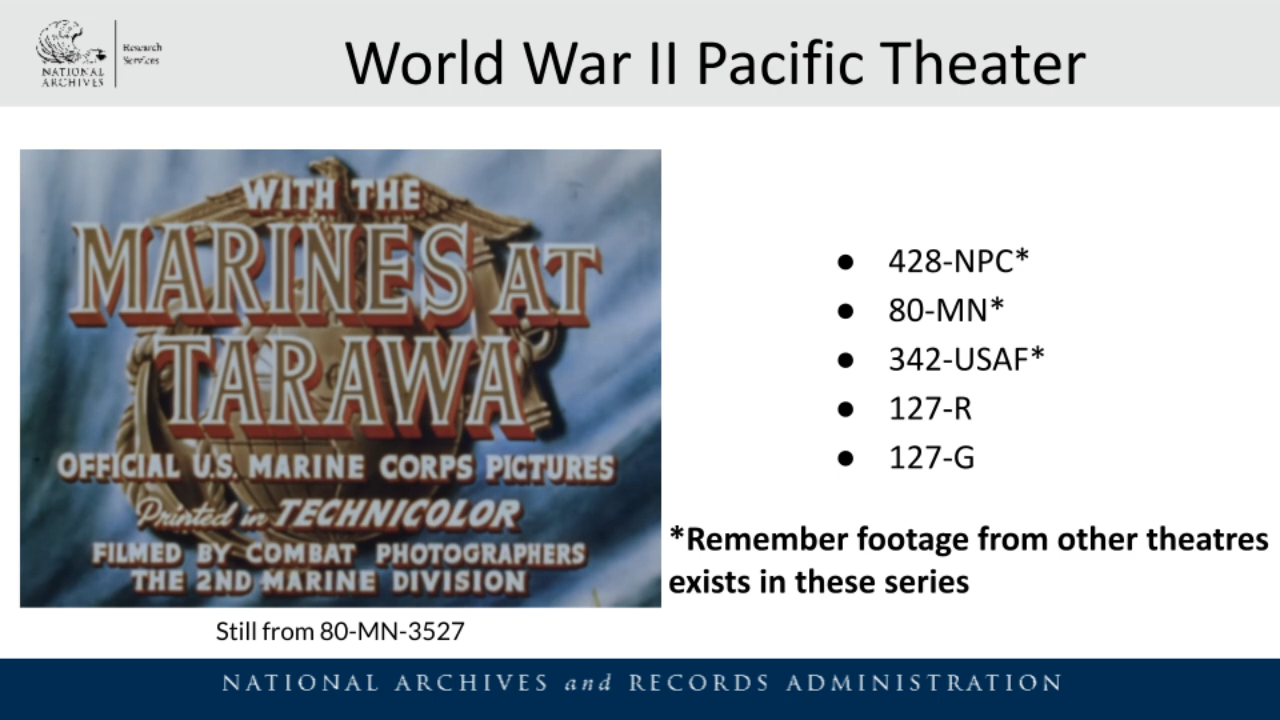 NATIONAL
ARCHIVES
Research
Services
World War II Pacific Theater
WITH THE
MARINES AT
TARAWA
OFFICIAL U.S. MARINE CORPS PICTURES
Printed in TECHNICOLOR
FILMED BY COMBAT PHOTOGRAPHERS
THE 2ND MARINE DIVISION
Still from 80-MN-3527
● 428-NPC*
● 80-MN*
● 342-USAF*
● 127-R
● 127-G
*Remember footage from other theatres
exists in these series
NATIONAL ARCHIVES and RECORDS ADMINISTRATION